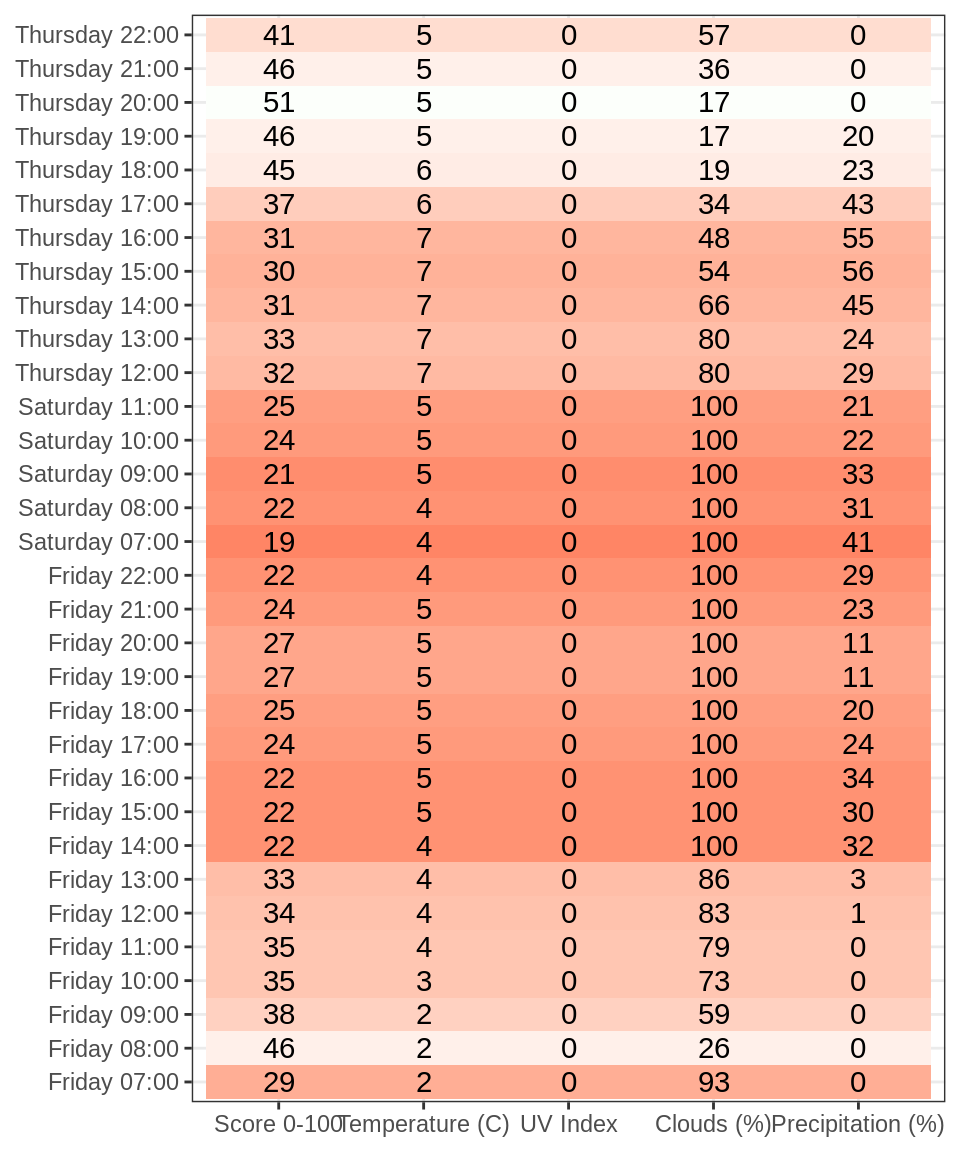 Thursday 22:00 41 5 0 57 0
Thursday 21:00 46 5 0 36 0
Thursday 20:00 51 5 0 17 0
Thursday 19:00 46 5 0 17 20
Thursday 18:00 45 6 0 19 23
Thursday 17:00 37 6 0 34 43
Thursday 16:00 31 7 0 48 55
Thursday 15:00 30 7 0 54 56
Thursday 14:00 31 7 0 66 45
Thursday 13:00 33 7 0 80 24
Thursday 12:00 32 7 0 80 29
Saturday 11:00 25 5 0 100 21
Saturday 10:00 24 5 0 100 22
Saturday 09:00 21 5 0 100 33
Saturday 08:00 22 4 0 100 31
Saturday 07:00 19 4 0 100 41
Friday 22:00 22 4 0 100 29
Friday 21:00 24 5 0 100 23
Friday 20:00 27 5 0 100 11
Friday 19:00 27 5 0 100 11
Friday 18:00 25 5 0 100 20
Friday 17:00 24 5 0 100 24
Friday 16:00 22 5 0 100 34
Friday 15:00 22 5 0 100 30
Friday 14:00 22 4 0 100 32
Friday 13:00 33 4 0 86 3
Friday 12:00 34 4 0 83 1
Friday 11:00 35 4 0 79 0
Friday 10:00 35 3 0 73 0
Friday 09:00 38 2 0 59 0
Friday 08:00 46 2 0 26 0
Friday 07:00 29 2 0 93 0
Score 0-100 Temperature (C) UV Index Clouds (%) Precipitation (%)